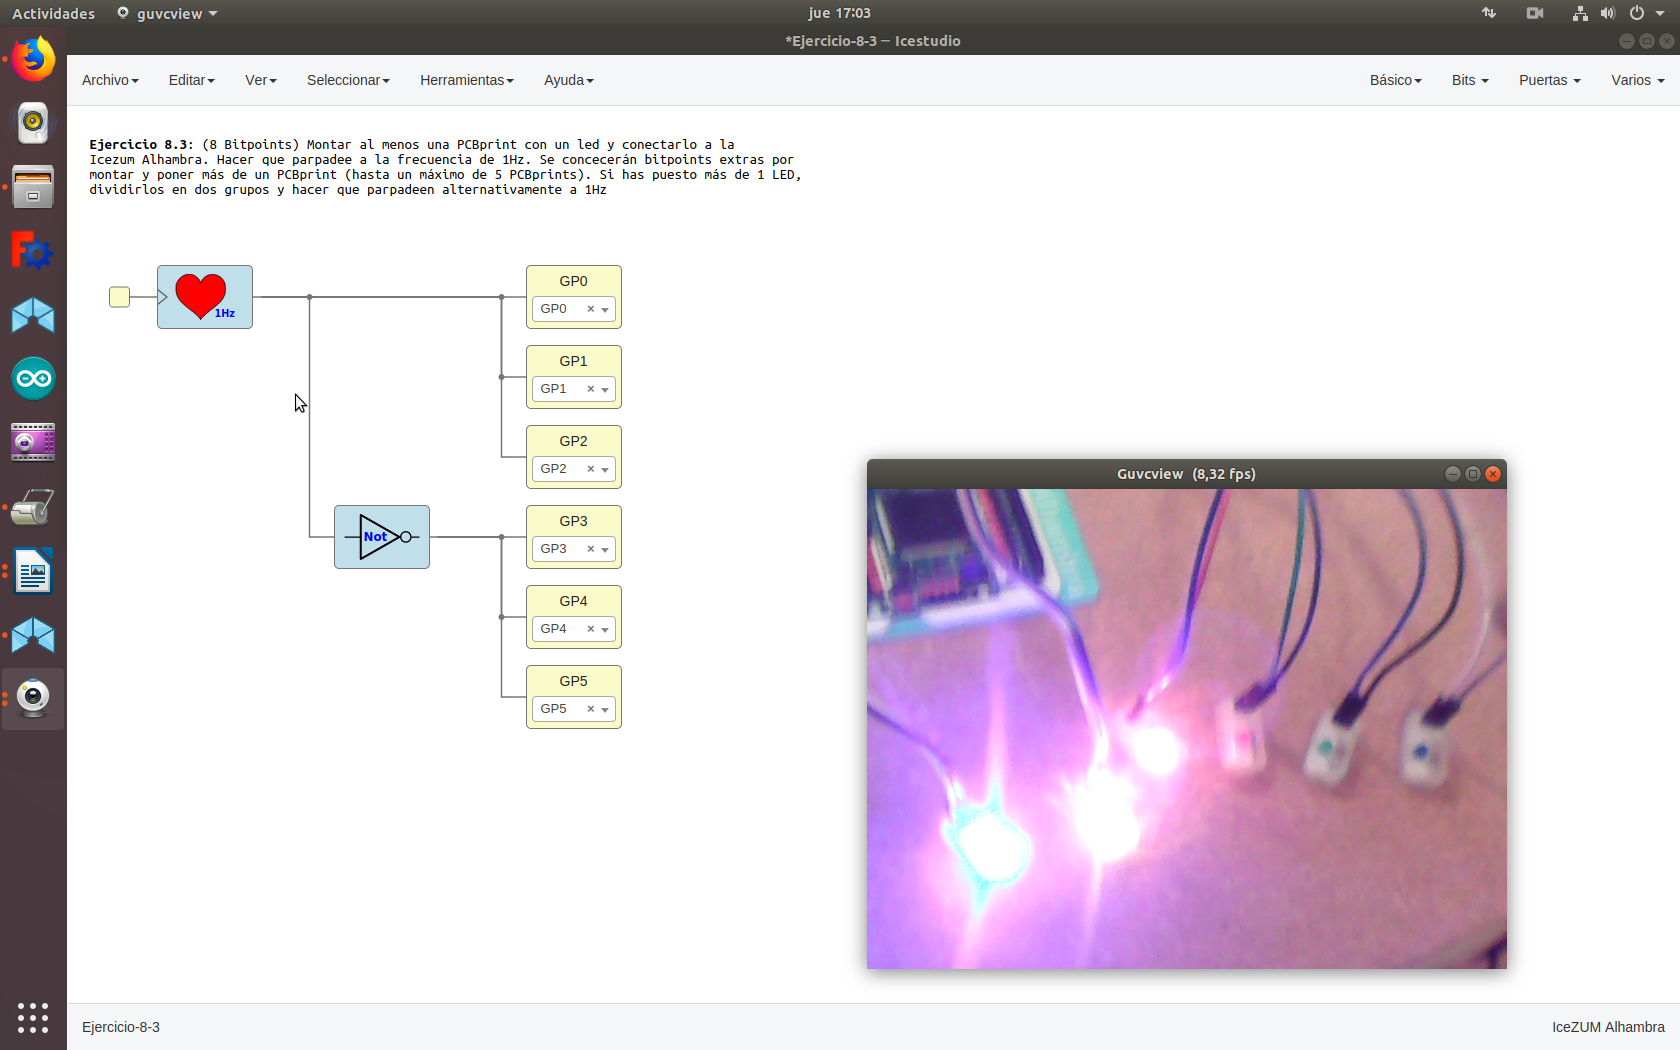 Actividades
guvcview
jue 17:03
*Ejercicio-8-3 — Icestudio
Archivo
Editar
Ver
Seleccionar
Herramientas
Ayuda
Básico
Bits
Puertas
Varios
Ejercicio 8.3: (8 Bitpoints) Montar al menos una PCBprint con un led y conectarlo a la
Icezum Alhambra. Hacer que parpadee a la frecuencia de 1Hz. Se concecerán bitpoints extras por
montar y poner más de un PCBprint (hasta un máximo de 5 PCBprints). Si has puesto más de 1 LED,
dividirlos en dos grupos y hacer que parpadeen alternativamente a 1Hz
1Hz
GP0
GP0
GP1
GP1
GP2
GP2
Not
GP3
GP3
GP4
GP4
GP5
GP5
Guvcview (8,32 fps)
Ejercicio-8-3
IceZUM Alhambra